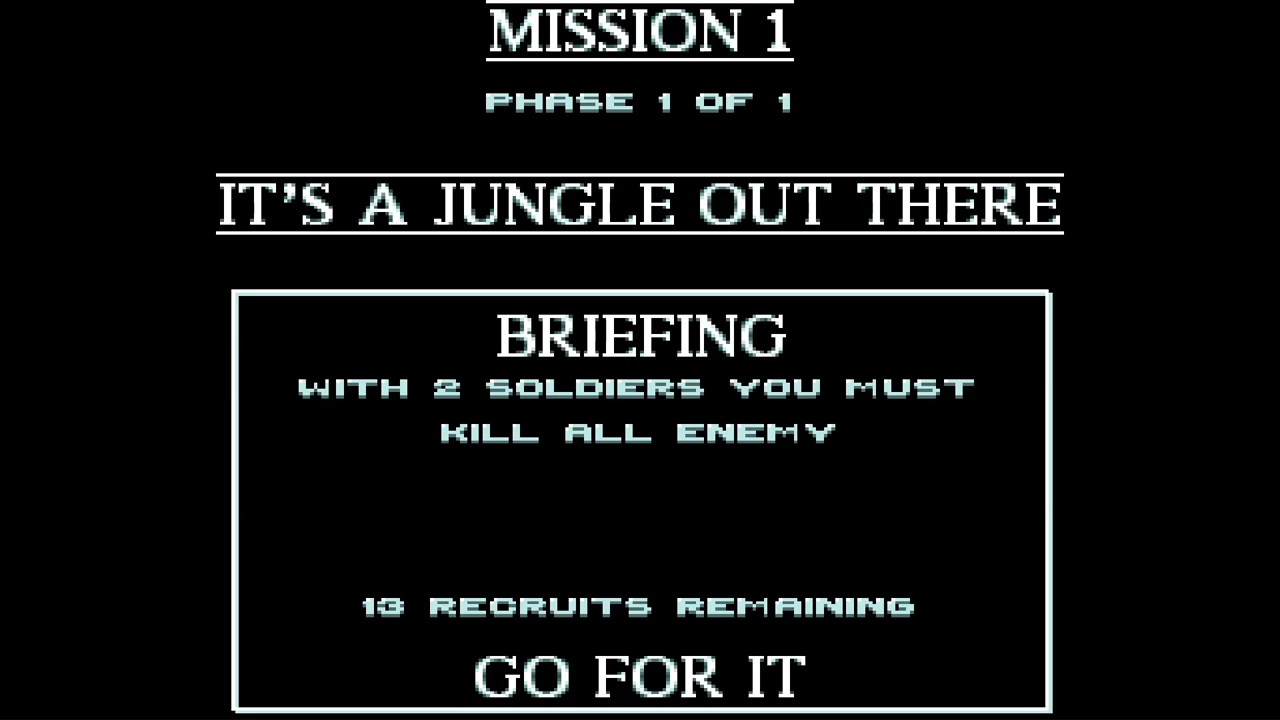 MISSION 1
PHASE 1 OF 1
IT'S A JUNGLE OUT THERE
BRIEFING
WITH 2 SOLDIERS YOU MUST
KILL ALL ENEMY
13 RECRUITS REMAINING
GO FOR IT